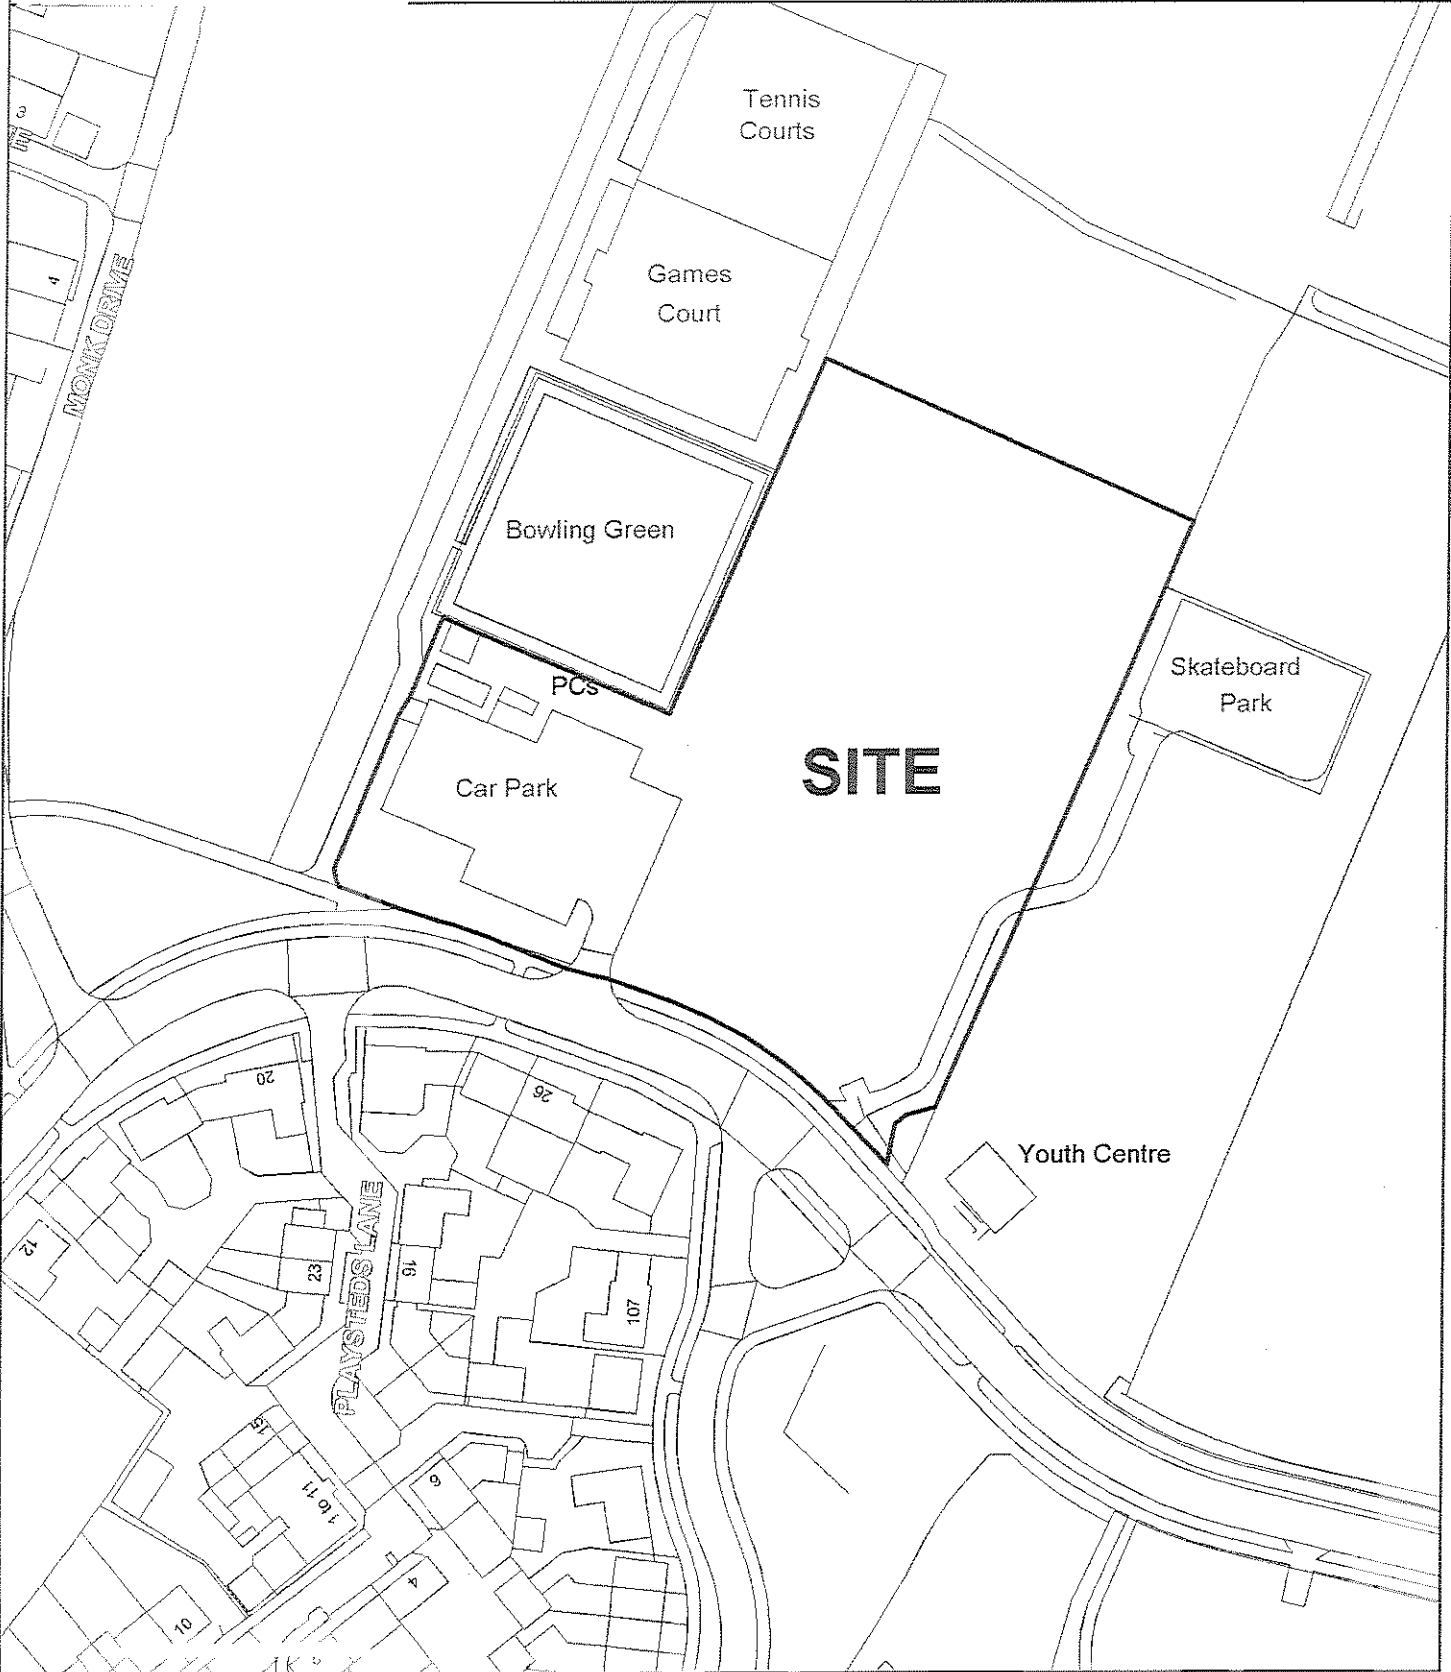 Tennis
Courts
3
4
MONK DRIVE
Games
Court
Bowling Green
PCs
Car Park
SITE
Skateboard
Park
Youth Centre
20
26
12
23
PLAYSTEDS LANE
16
107
15
1 to 11
6
4
10